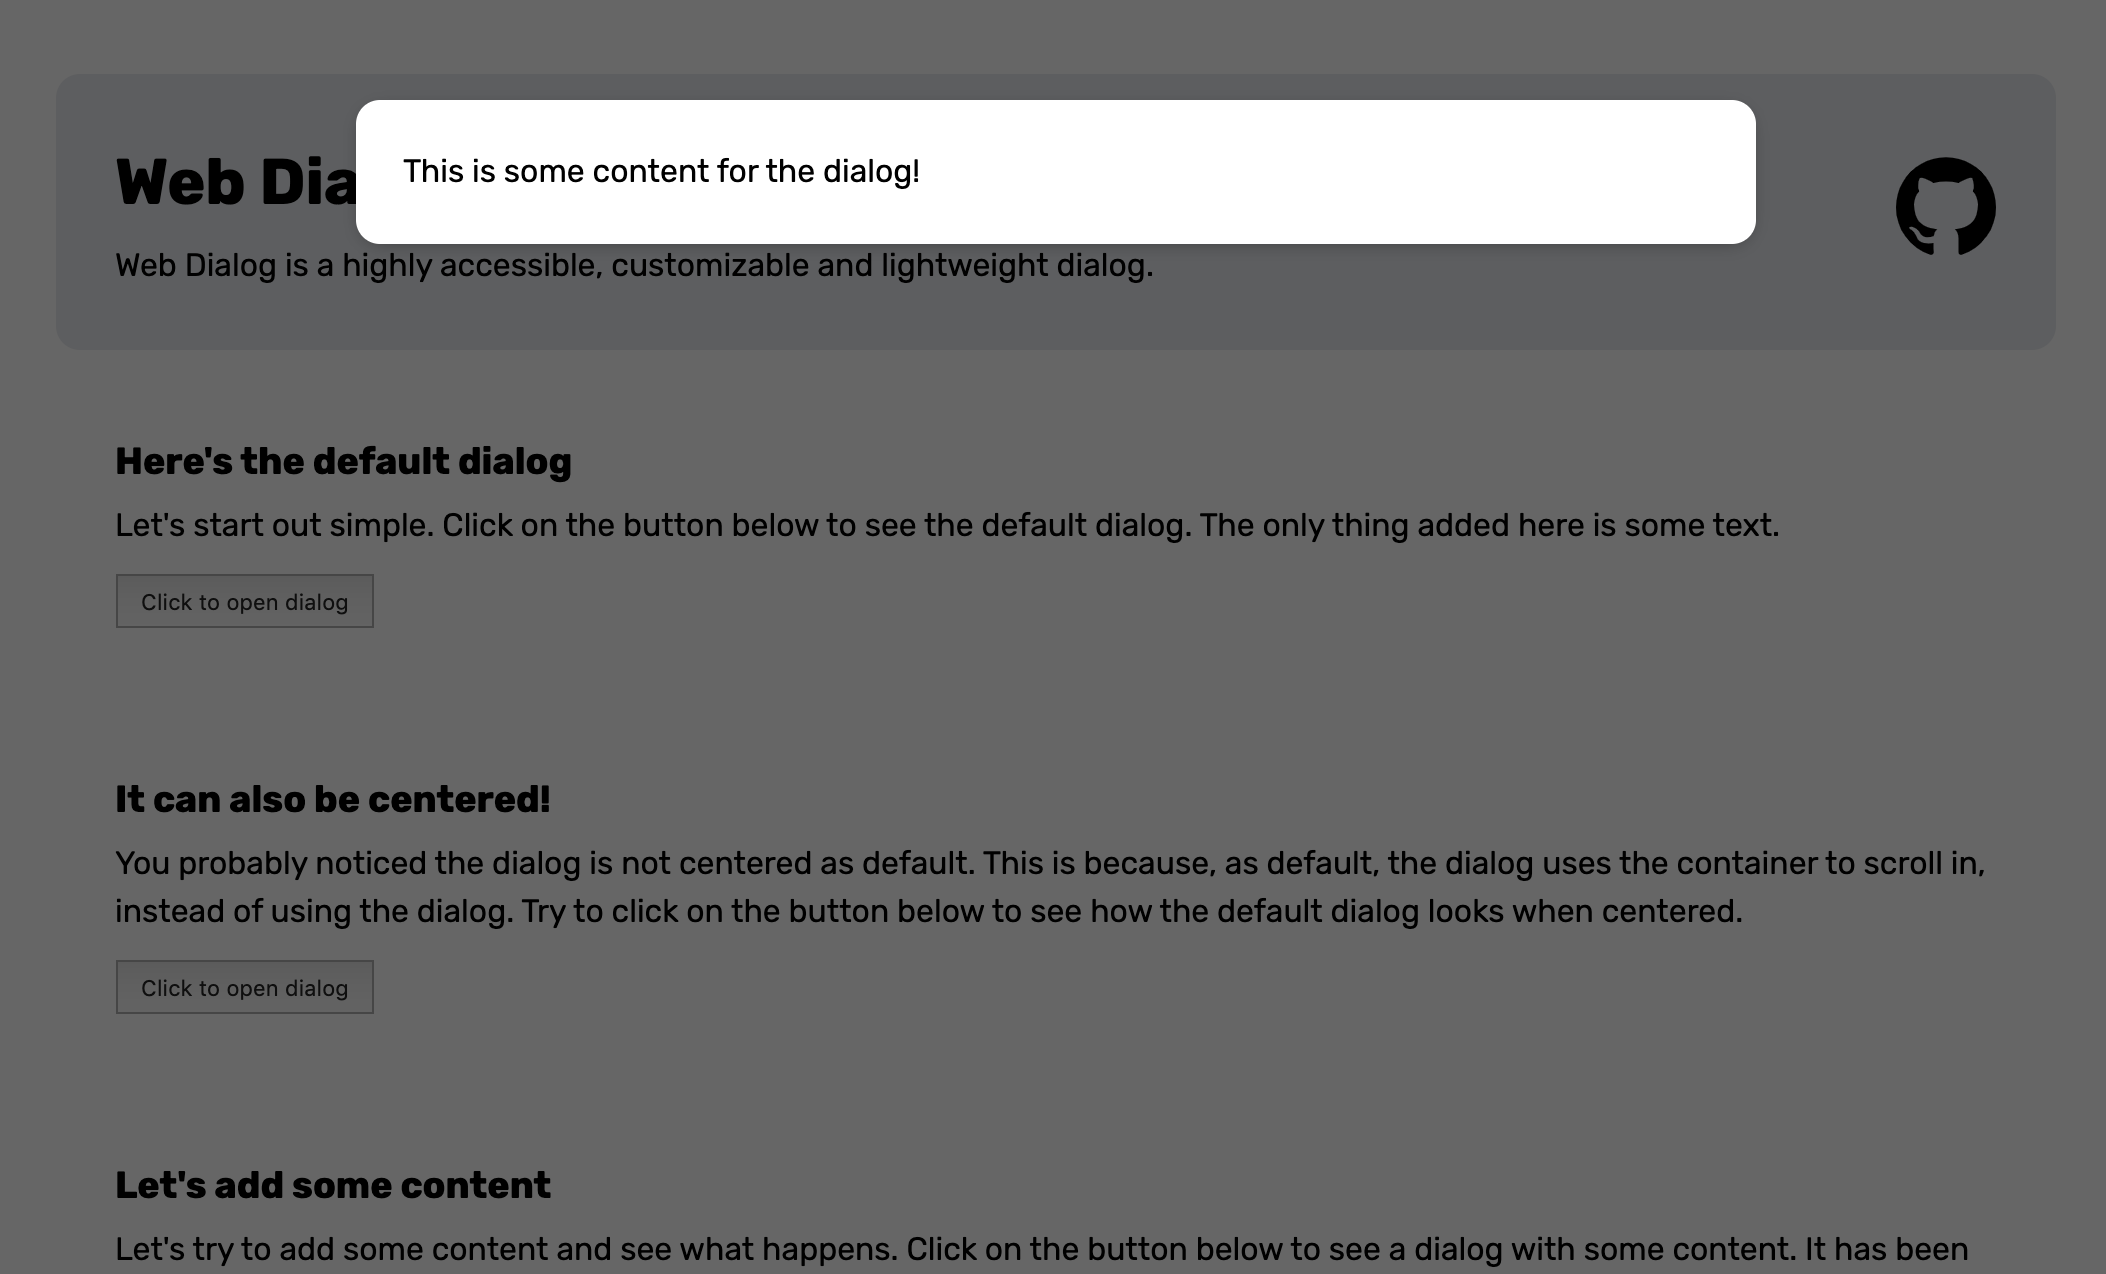 This is some content for the dialog!
Web Dia
Web Dialog is a highly accessible, customizable and lightweight dialog.
Here's the default dialog
Let's start out simple. Click on the button below to see the default dialog. The only thing added here is some text.
Click to open dialog
It can also be centered!
You probably noticed the dialog is not centered as default. This is because, as default, the dialog uses the container to scroll in,
instead of using the dialog. Try to click on the button below to see how the default dialog looks when centered.
Click to open dialog
Let's add some content
Let's try to add some content and see what happens. Click on the button below to see a dialog with some content. It has been